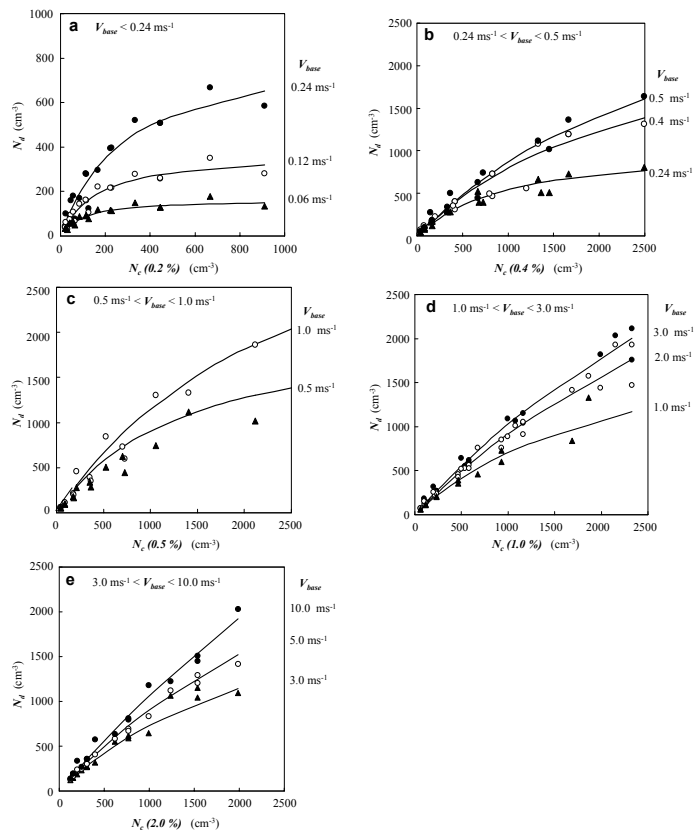 a V_base < 0.24 ms⁻¹
1000
800
600
400
200
0
N_d (cm⁻³)
0 200 400 600 800 1000
N_c (0.2 %) (cm⁻³)
V_base
0.24 ms⁻¹
0.12 ms⁻¹
0.06 ms⁻¹
b 0.24 ms⁻¹ < V_base < 0.5 ms⁻¹
2500
2000
1500
1000
500
0
N_d (cm⁻³)
0 500 1000 1500 2000 2500
N_c (0.4 %) (cm⁻³)
V_base
0.5 ms⁻¹
0.4 ms⁻¹
0.24 ms⁻¹
c 0.5 ms⁻¹ < V_base < 1.0 ms⁻¹
2500
2000
1500
1000
500
0
N_d (cm⁻³)
0 500 1000 1500 2000 2500
N_c (0.5 %) (cm⁻³)
V_base
1.0 ms⁻¹
0.5 ms⁻¹
d 1.0 ms⁻¹ < V_base < 3.0 ms⁻¹
2500
2000
1500
1000
500
0
N_d (cm⁻³)
0 500 1000 1500 2000 2500
N_c (1.0 %) (cm⁻³)
V_base
3.0 ms⁻¹
2.0 ms⁻¹
1.0 ms⁻¹
e 3.0 ms⁻¹ < V_base < 10.0 ms⁻¹
2500
2000
1500
1000
500
0
N_d (cm⁻³)
0 500 1000 1500 2000 2500
N_c (2.0 %) (cm⁻³)
V_base
10.0 ms⁻¹
5.0 ms⁻¹
3.0 ms⁻¹